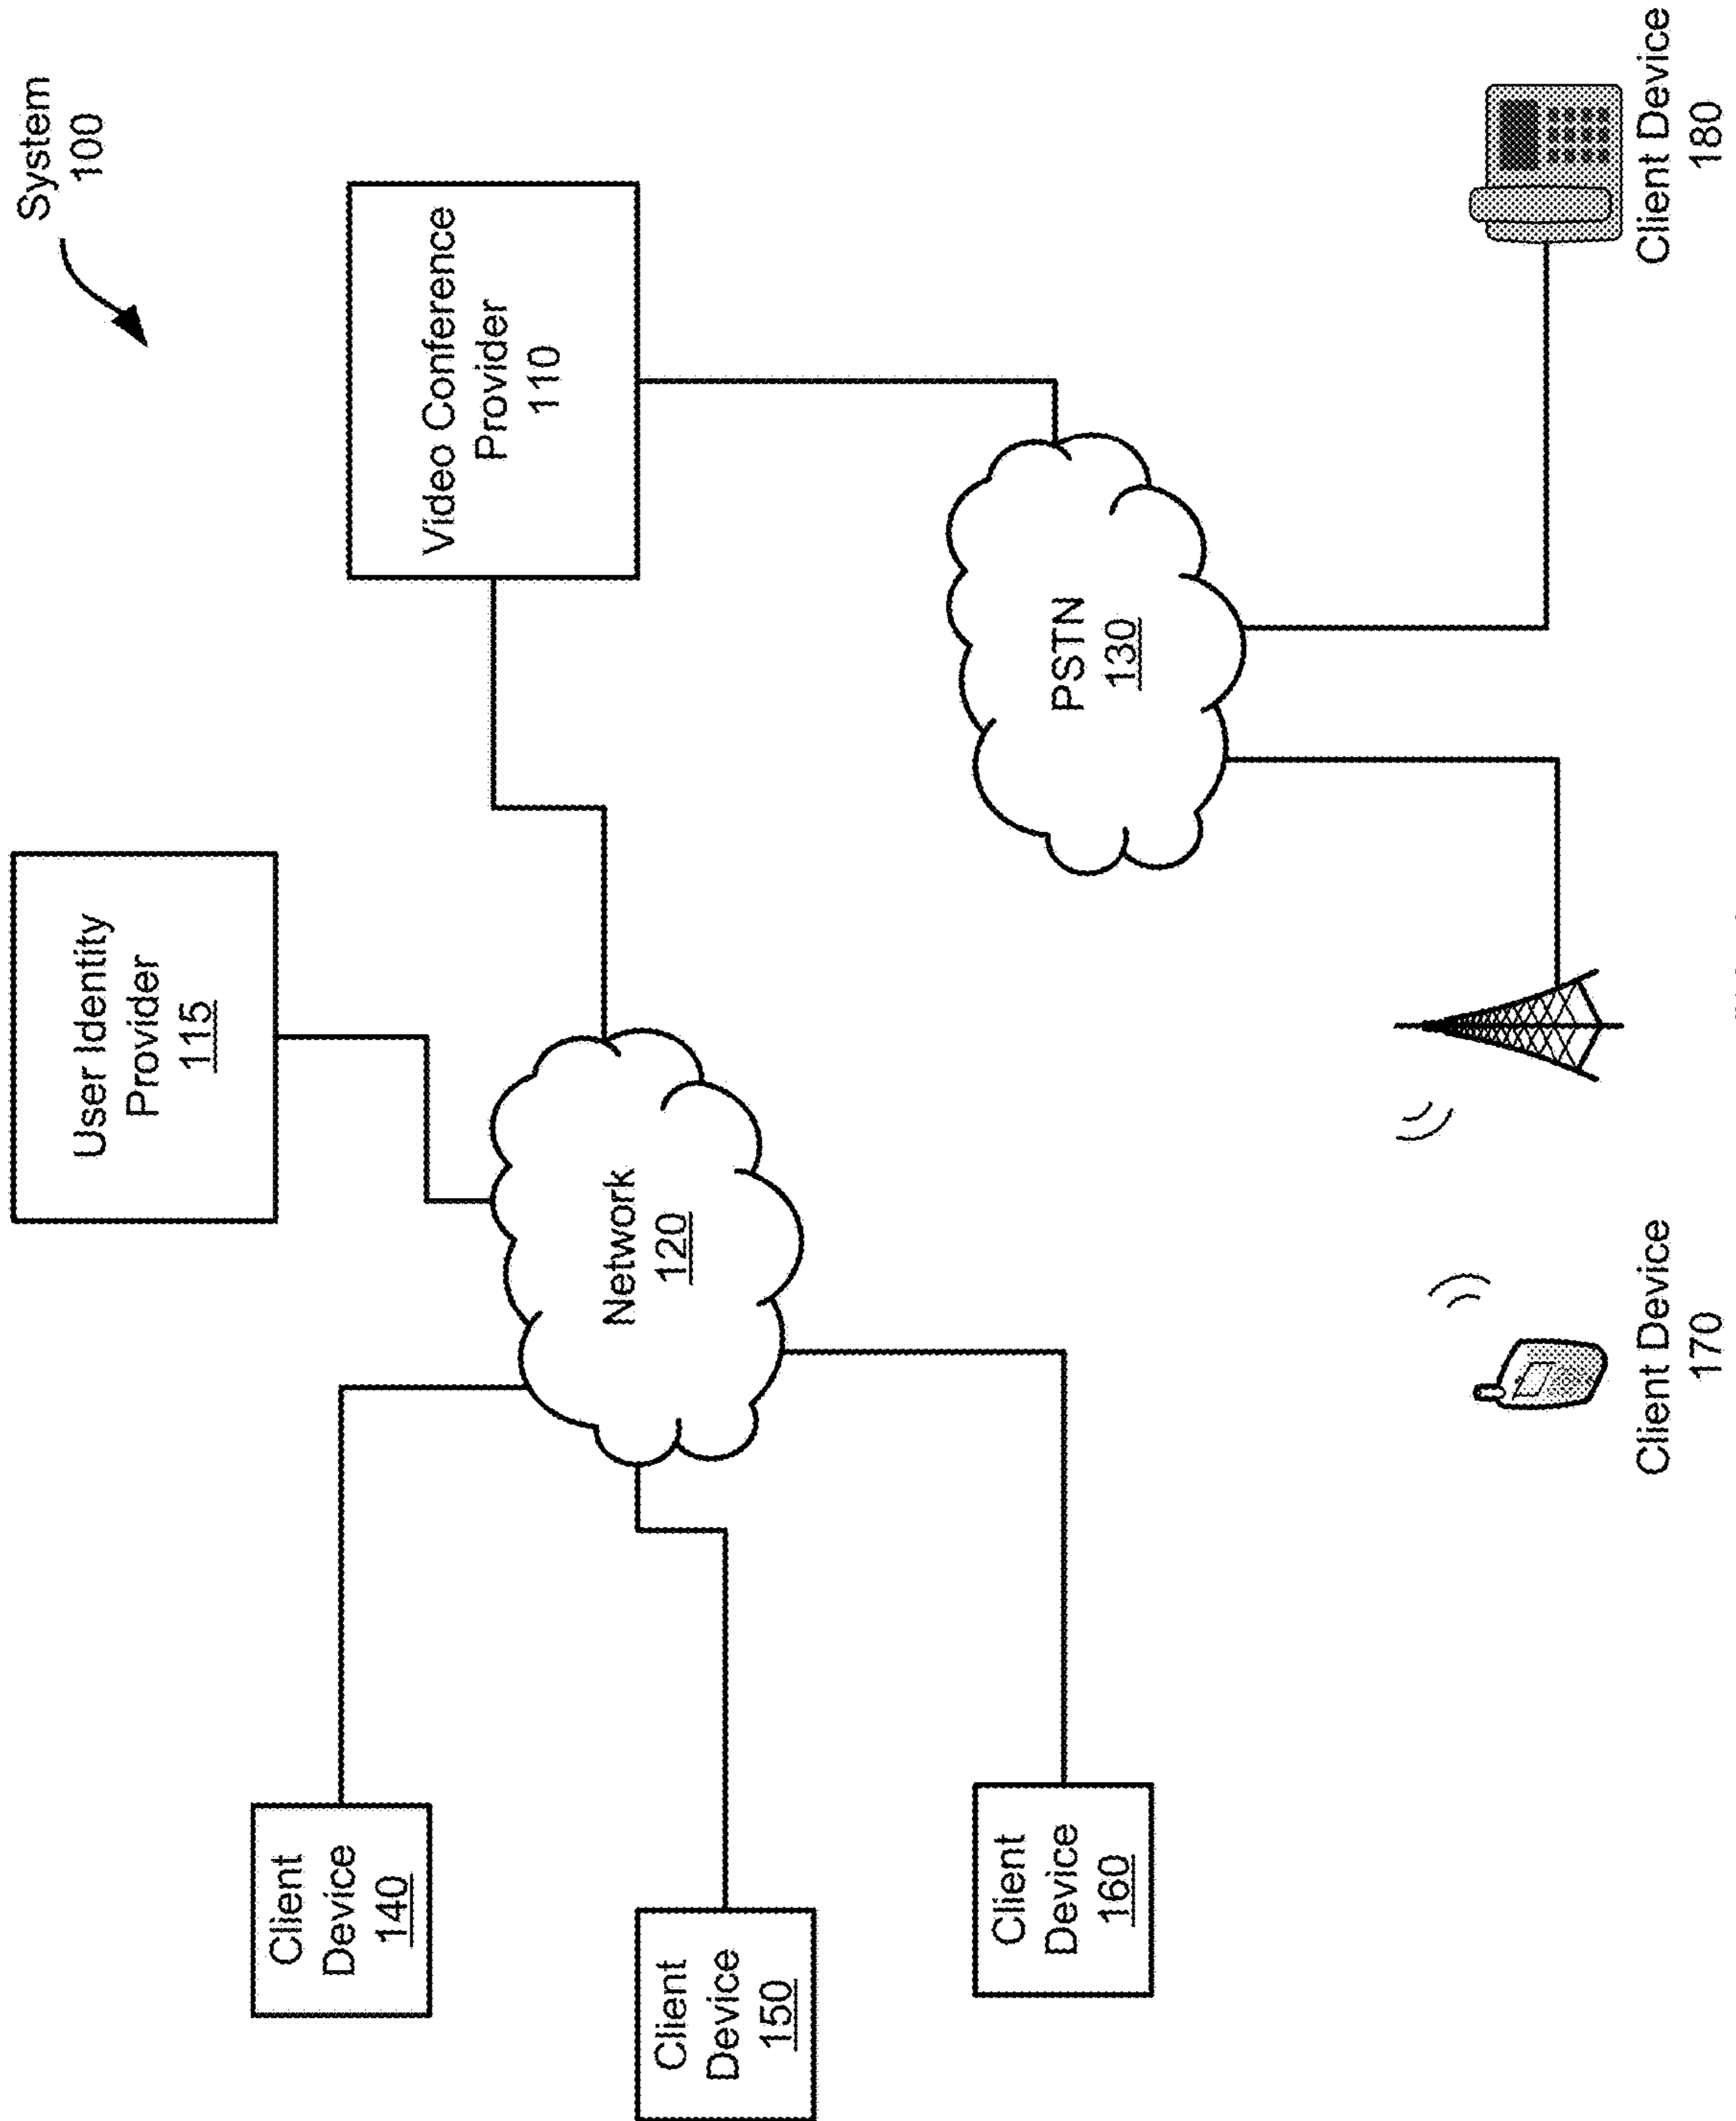 System
100
User Identity
Provider
115
Video Conference
Provider
110
Client
Device
140
Network
120
Client
Device
150
PSTN
130
Client
Device
160
Client Device
170
Client Device
180